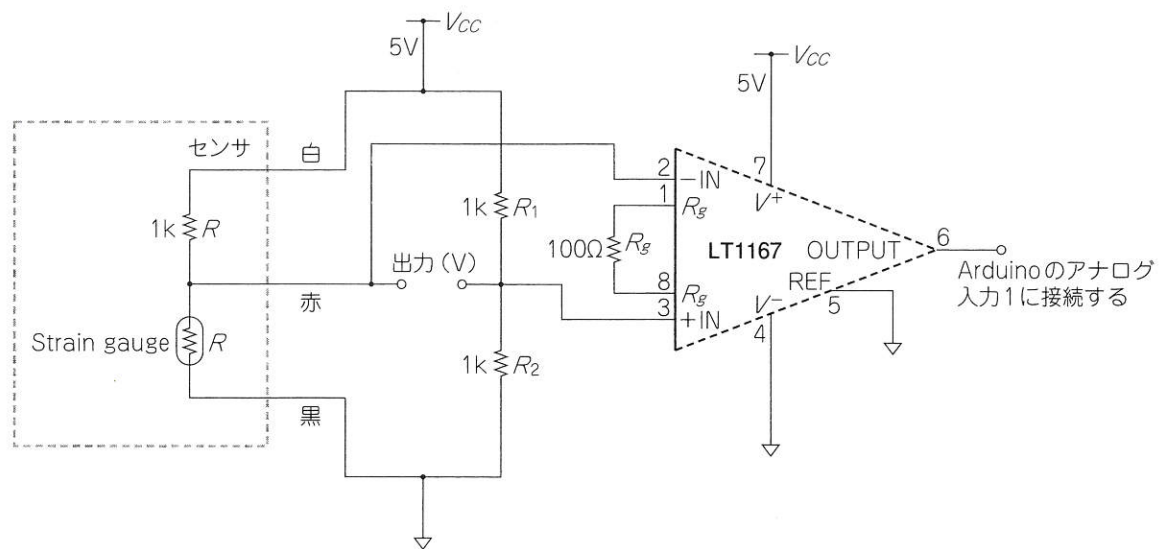 VCC
5V
VCC
5V
センサ
白
1k R
1k R1
2
−IN
1
Rg
100Ω Rg
8
Rg
3
+IN
7
V+
LT1167
OUTPUT
6
REF
5
V−
4
Arduinoのアナログ
入力1に接続する
出力(V)
赤
Strain gauge R
1k R2
黒